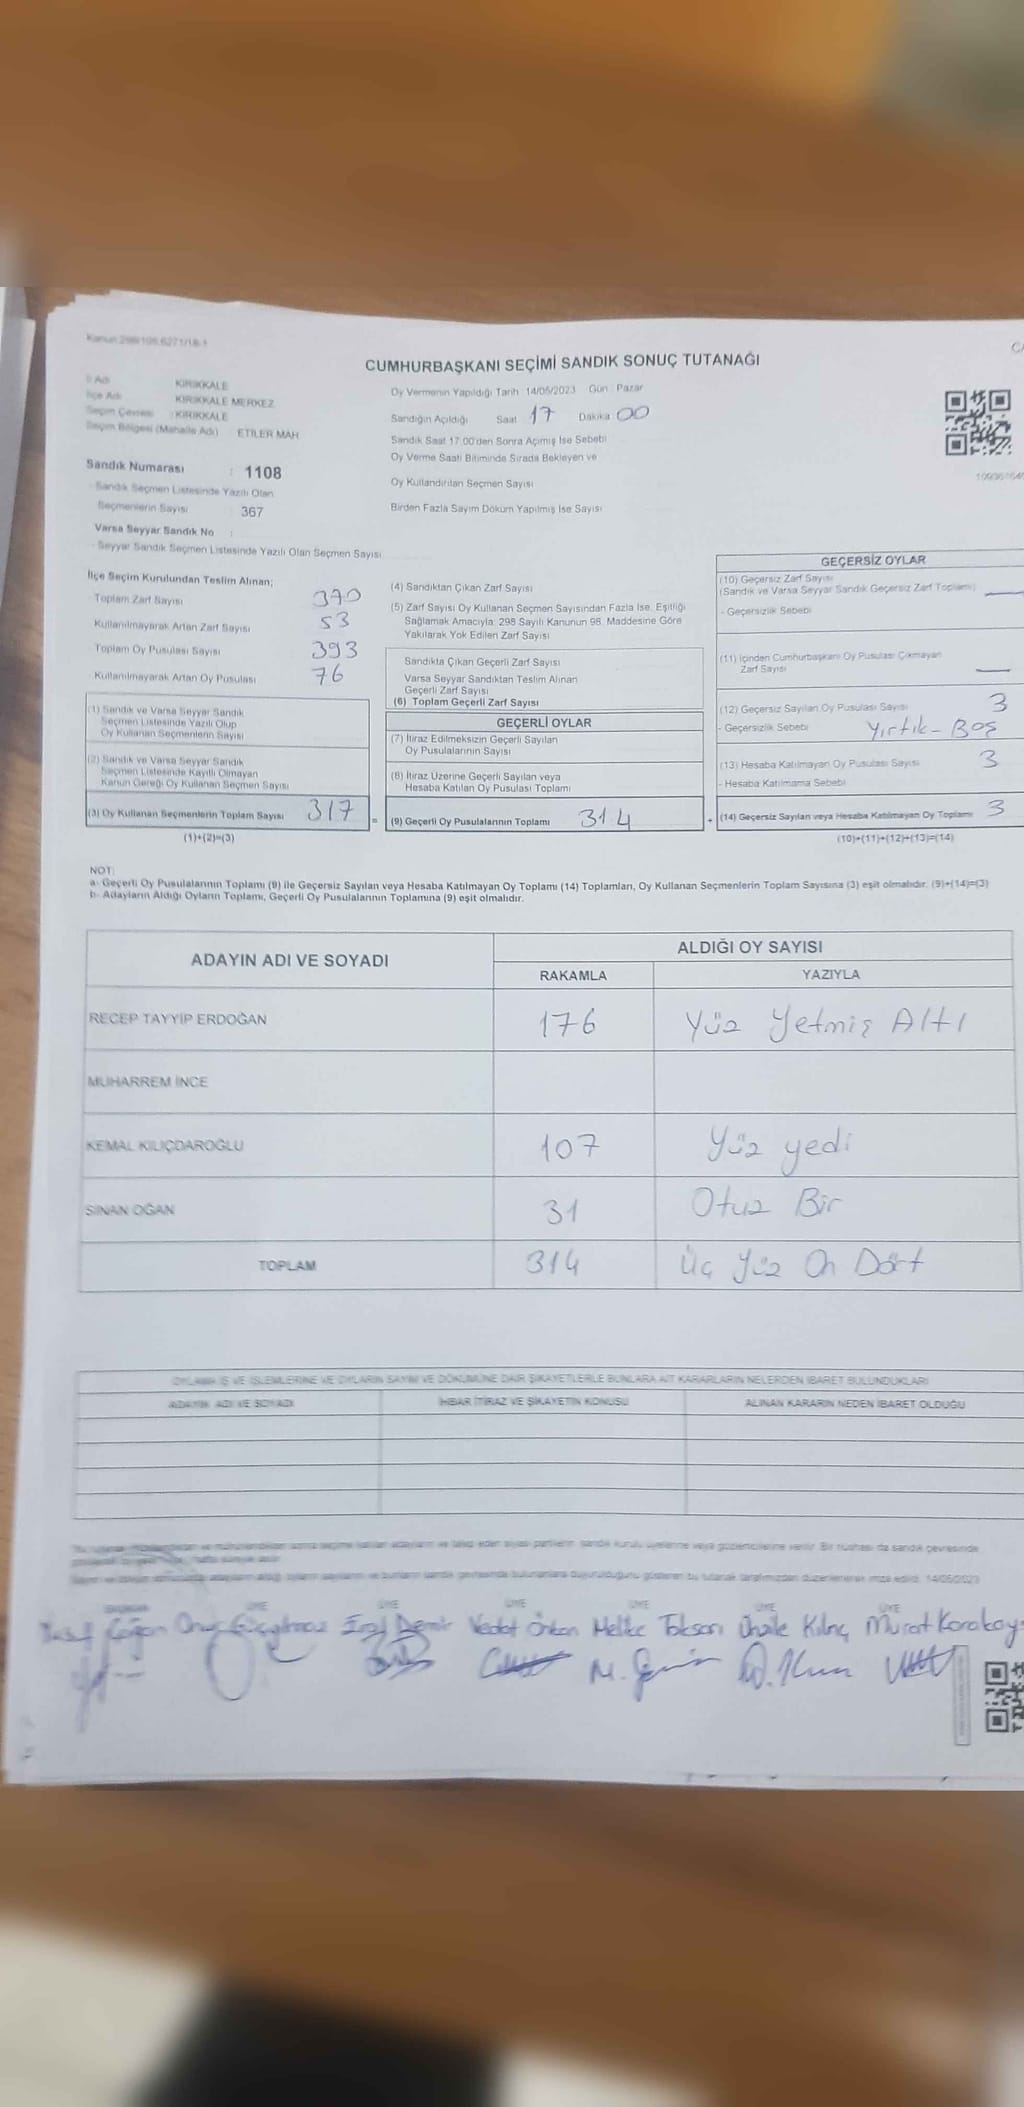 Kanun 298/105,6271/18-1
CUMHURBAŞKANI SEÇİMİ SANDIK SONUÇ TUTANAĞI
İl Adı KIRIKKALE
İlçe Adı KIRIKKALE MERKEZ
Seçim Çevresi : KIRIKKALE
Seçim Bölgesi (Mahalle Adı) ETİLER MAH
Sandık Numarası : 1108
- Sandık Seçmen Listesinde Yazılı Olan
Seçmenlerin Sayısı 367
Varsa Seyyar Sandık No :
- Seyyar Sandık Seçmen Listesinde Yazılı Olan Seçmen Sayısı
Oy Vermenin Yapıldığı Tarih 14/05/2023 Gün : Pazar
Sandığın Açıldığı Saat 17 Dakika 00
Sandık Saat 17:00'den Sonra Açımış İse Sebebi
Oy Verme Saati Bitiminde Sırada Bekleyen ve
Oy Kullandırılan Seçmen Sayısı
Birden Fazla Sayım Döküm Yapılmış İse Sayısı
İlçe Seçim Kurulundan Teslim Alınan;
Toplam Zarf Sayısı 370
Kullanılmayarak Artan Zarf Sayısı 53
- Toplam Oy Pusulası Sayısı 393
- Kullanılmayarak Artan Oy Pusulası 76
(1) Sandık ve Varsa Seyyar Sandık
Seçmen Listesinde Yazılı Olup
Oy Kullanan Seçmenlerin Sayısı
(2) Sandık ve Varsa Seyyar Sandık
Seçmen Listesinde Kayıtlı Olmayan
Kanun Gereği Oy Kullanan Seçmen Sayısı
(3) Oy Kullanan Seçmenlerin Toplam Sayısı 317 =
(1)+(2)=(3)
(4) Sandıktan Çıkan Zarf Sayısı
(5) Zarf Sayısı Oy Kullanan Seçmen Sayısından Fazla İse, Eşitliği
Sağlamak Amacıyla, 298 Sayılı Kanunun 98. Maddesine Göre
Yakılarak Yok Edilen Zarf Sayısı
Sandıkta Çıkan Geçerli Zarf Sayısı
Varsa Seyyar Sandıktan Teslim Alınan
Geçerli Zarf Sayısı
(6) Toplam Geçerli Zarf Sayısı
GEÇERLİ OYLAR
(7) İtiraz Edilmeksizin Geçerli Sayılan
Oy Pusulalarının Sayısı
(8) İtiraz Üzerine Geçerli Sayılan veya
Hesaba Katılan Oy Pusulası Toplamı
(9) Geçerli Oy Pusulalarının Toplamı 314 +
GEÇERSİZ OYLAR
(10) Geçersiz Zarf Sayısı
(Sandık ve Varsa Seyyar Sandık Geçersiz Zarf Toplamı) —
- Geçersizlik Sebebi
(11) İçinden Cumhurbaşkanı Oy Pusulası Çıkmayan
Zarf Sayısı —
(12) Geçersiz Sayılan Oy Pusulası Sayısı 3
- Geçersizlik Sebebi Yırtık - Boş
(13) Hesaba Katılmayan Oy Pusulası Sayısı 3
- Hesaba Katılmama Sebebi
(14) Geçersiz Sayılan veya Hesaba Katılmayan Oy Toplamı 3
(10)+(11)+(12)+(13)=(14)
NOT:
a- Geçerli Oy Pusulalarının Toplamı (9) ile Geçersiz Sayılan veya Hesaba Katılmayan Oy Toplamı (14) Toplamları, Oy Kullanan Seçmenlerin Toplam Sayısına (3) eşit olmalıdır. (9)+(14)=(3)
b- Adayların Aldığı Oyların Toplamı, Geçerli Oy Pusulalarının Toplamına (9) eşit olmalıdır.
ADAYIN ADI VE SOYADI ALDIĞI OY SAYISI
RAKAMLA YAZIYLA
RECEP TAYYİP ERDOĞAN 176 Yüz Yetmiş Altı
MUHARREM İNCE
KEMAL KILIÇDAROĞLU 107 Yüz yedi
SİNAN OĞAN 31 Otuz Bir
TOPLAM 314 Üç Yüz On Dört
OYLAMA İŞ VE İŞLEMLERİNE VE OYLARIN SAYIM VE DÖKÜMÜNE DAİR ŞİKAYETLERLE BUNLARA AİT KARARLARIN NELERDEN İBARET BULUNDUKLARI
ADAYIN ADI VE SOYADI İHBAR İTİRAZ VE ŞİKAYETİN KONUSU ALINAN KARARIN NEDEN İBARET OLDUĞU
ÜYE ÜYE ÜYE ÜYE ÜYE ÜYE
Demir Vedat Önkan Melike Toksarı Ünzile Kılınç Murat Karakay